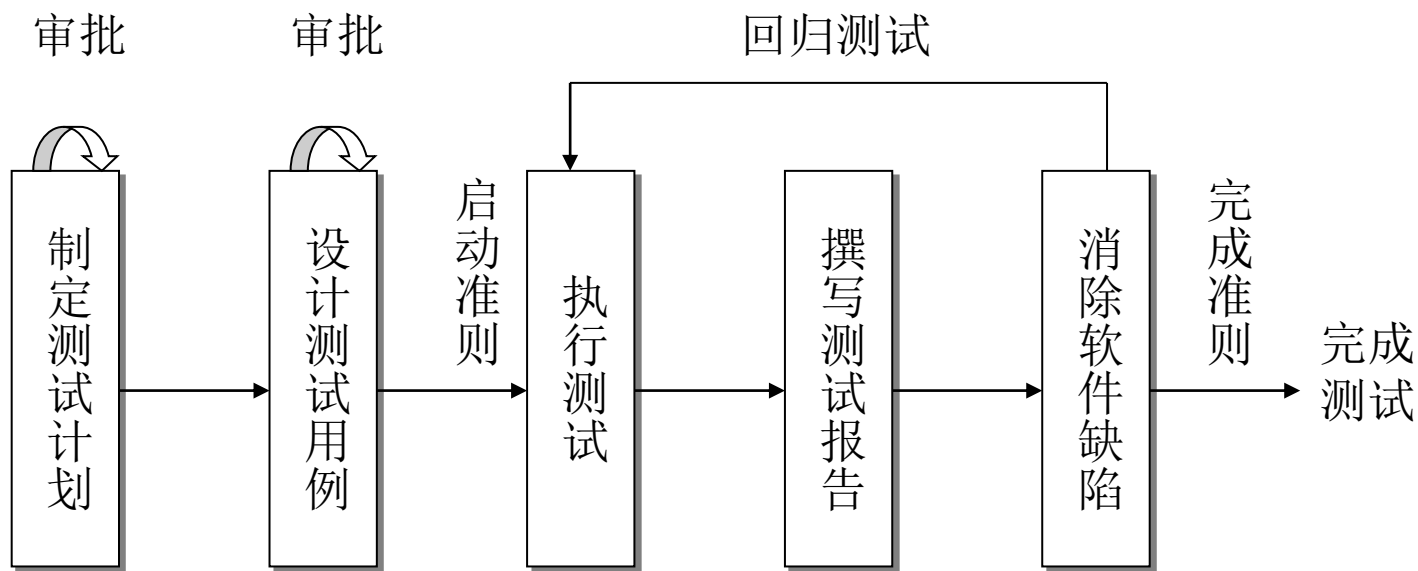 审批
审批
回归测试
制定测试计划
设计测试用例
启动准则
执行测试
撰写测试报告
消除软件缺陷
完成准则
完成
测试